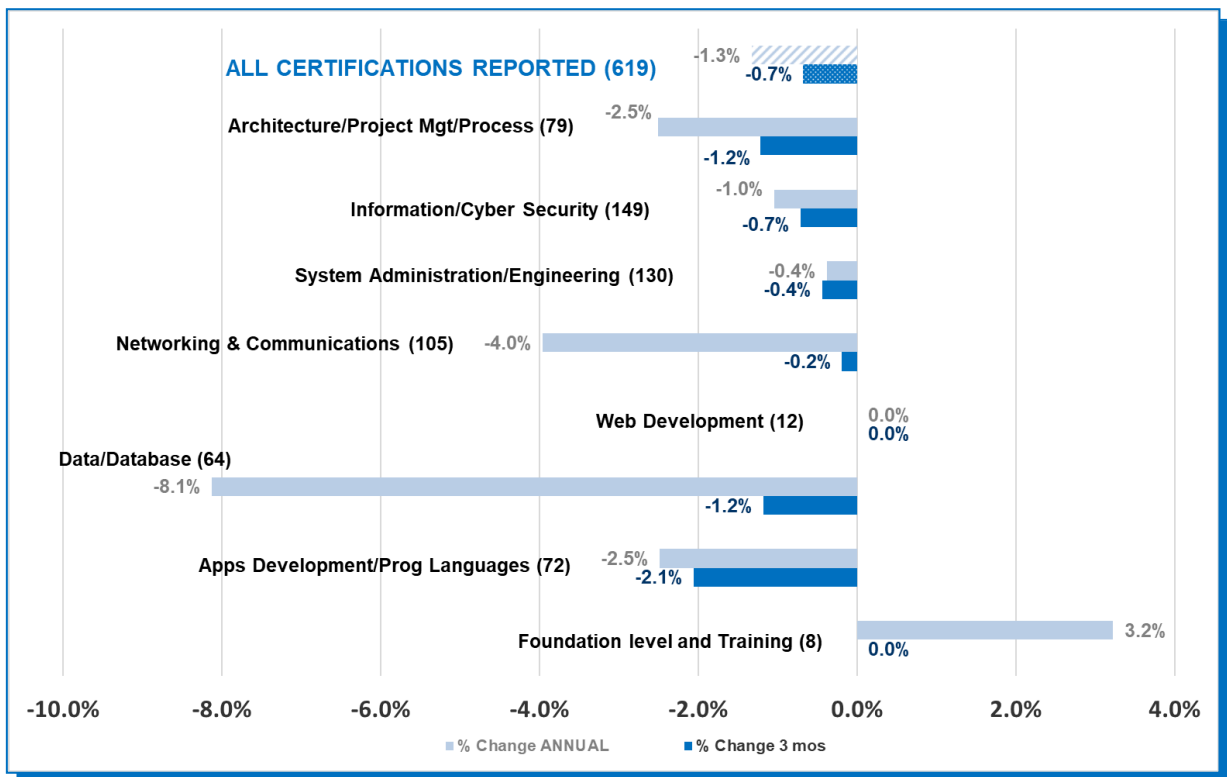 ALL CERTIFICATIONS REPORTED (619)
-1.3%
-0.7%
Architecture/Project Mgt/Process (79)
-2.5%
-1.2%
Information/Cyber Security (149)
-1.0%
-0.7%
System Administration/Engineering (130)
-0.4%
-0.4%
Networking & Communications (105)
-4.0%
-0.2%
Web Development (12)
0.0%
0.0%
Data/Database (64)
-8.1%
-1.2%
Apps Development/Prog Languages (72)
-2.5%
-2.1%
Foundation level and Training (8)
3.2%
0.0%
-10.0% -8.0% -6.0% -4.0% -2.0% 0.0% 2.0% 4.0%
% Change ANNUAL % Change 3 mos